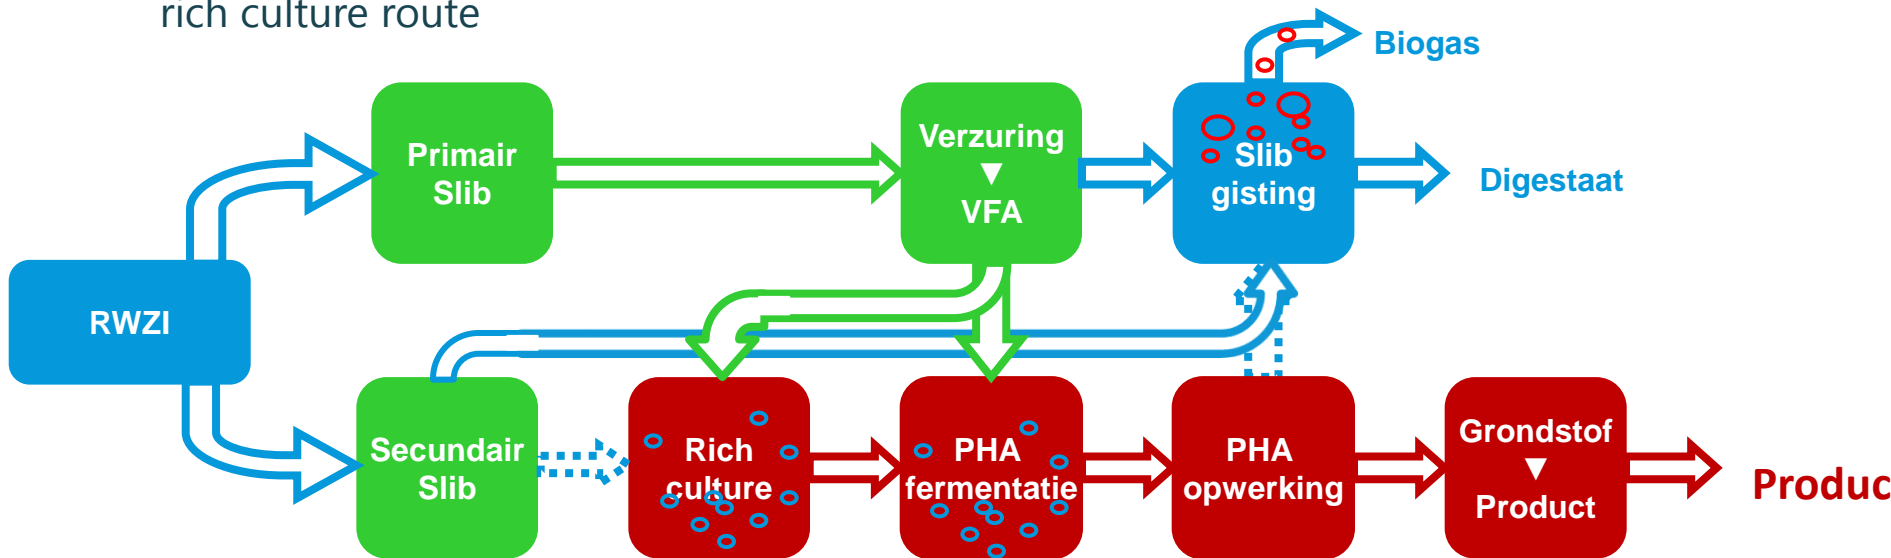 rich culture route
Biogas
Primair
Slib
Verzuring
▼
VFA
Slib
gisting
Digestaat
RWZI
Secundair
Slib
Rich
culture
PHA
fermentatie
PHA
opwerking
Grondstof
▼
Product
Produc